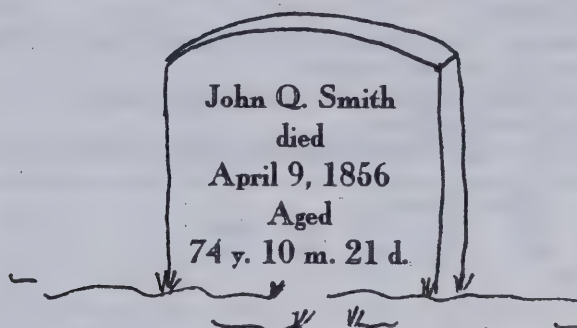 John Q. Smith
died
April 9, 1856
Aged
74 y. 10 m. 21 d.